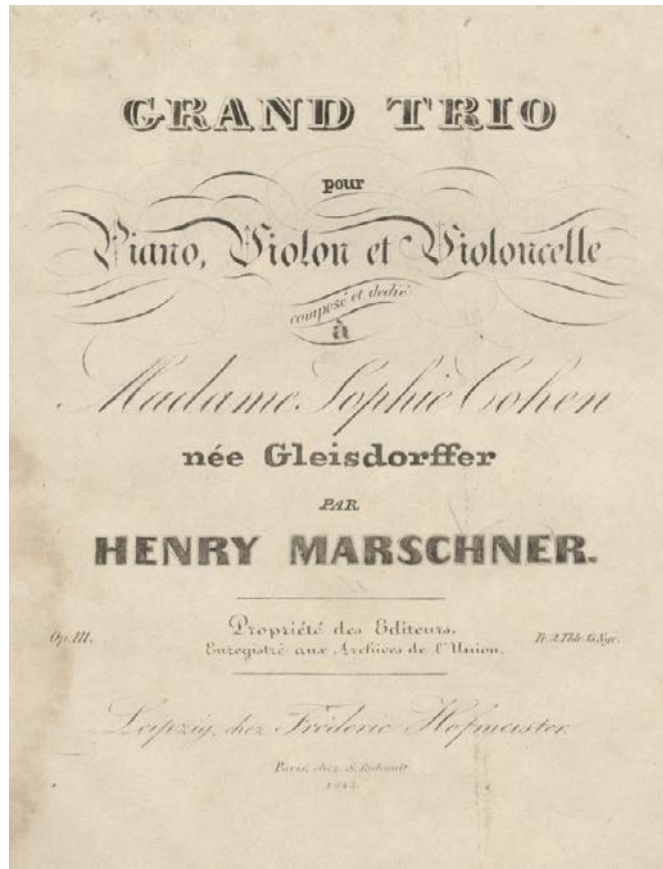 GRAND TRIO
pour
Piano, Violon et Violoncelle
composé et dedié
à
Madame Sophie Cohen
née Gleisdorffer
PAR
HENRY MARSCHNER.
Op. 111.
Propriété des Editeurs.
Enregistré aux Archives de l'Union.
Leipzig, chez Fréderic Hofmeister.
Paris, chez S. Richault.